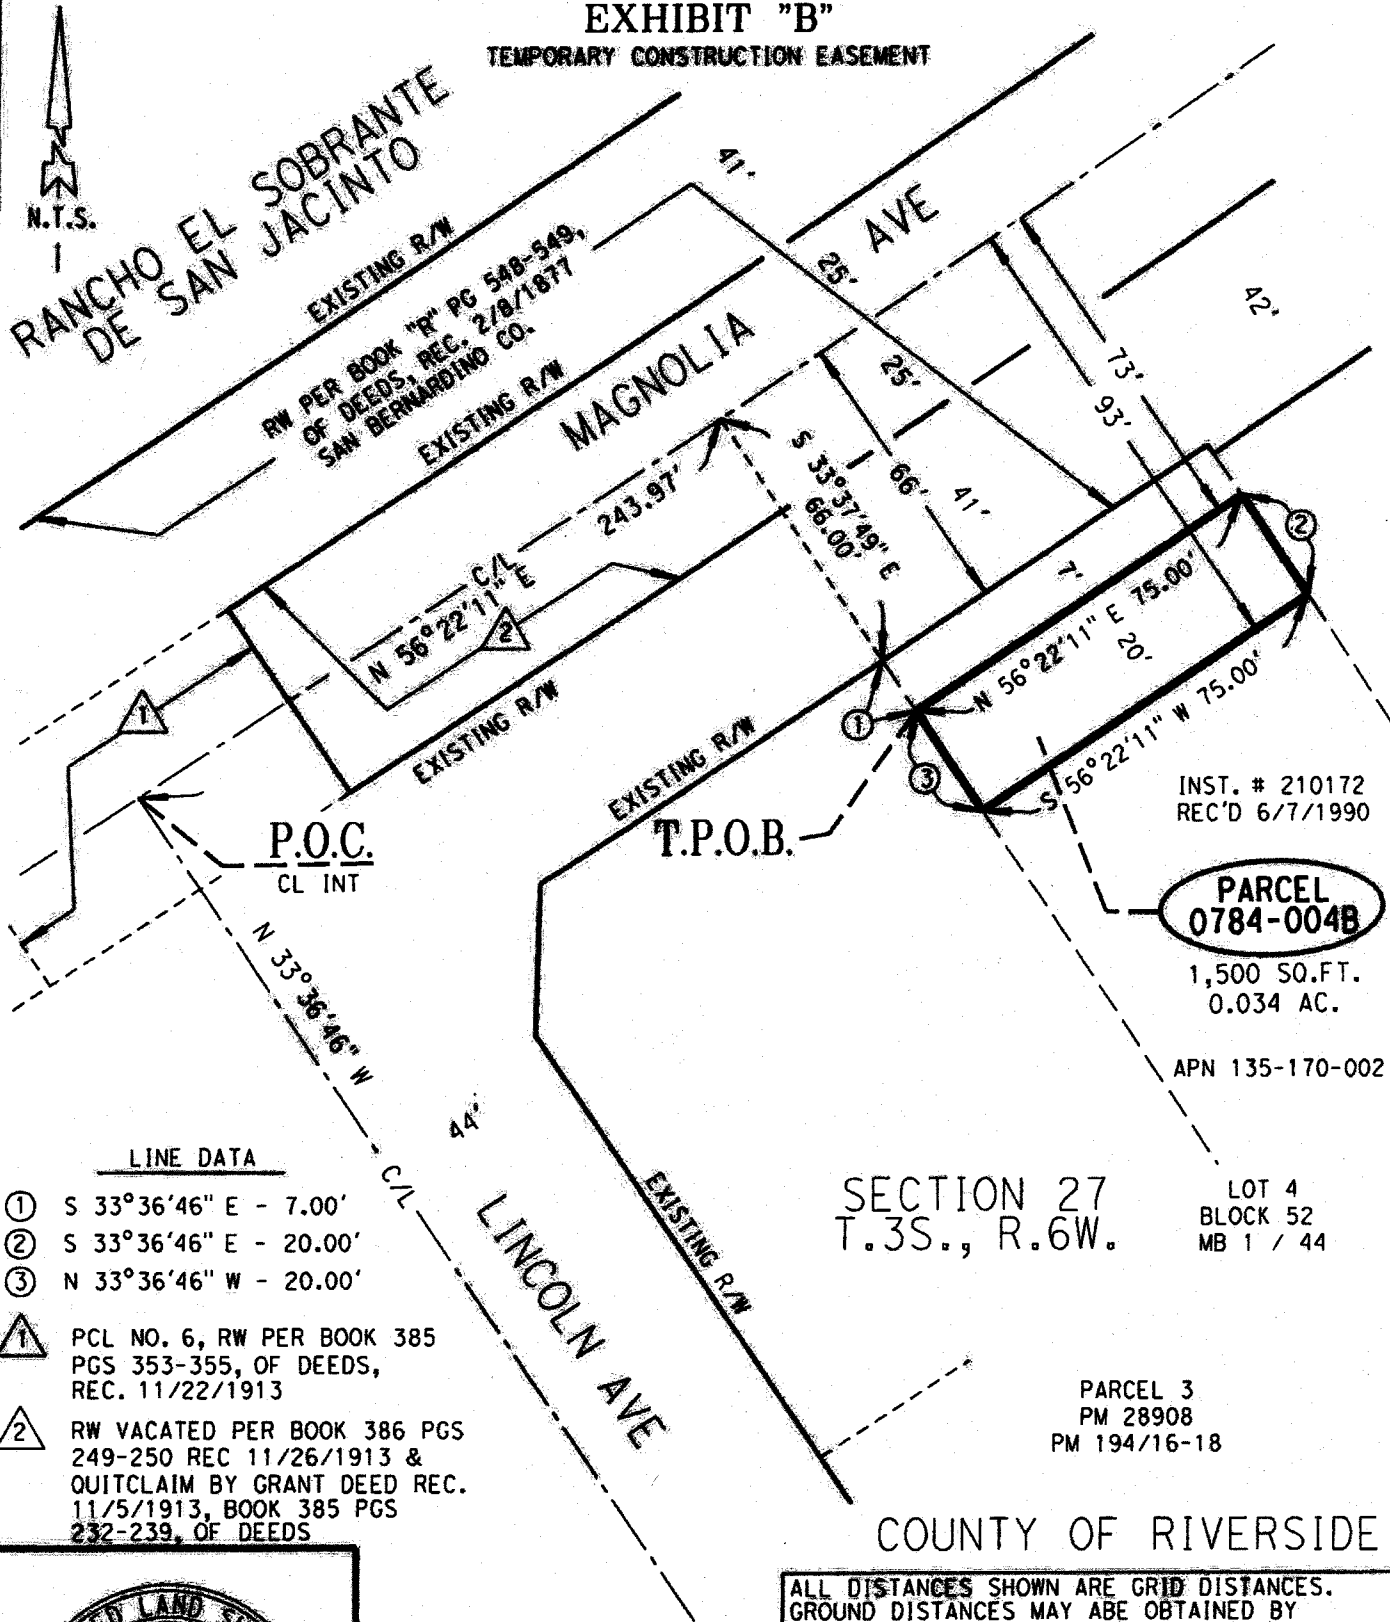 EXHIBIT "B"
TEMPORARY CONSTRUCTION EASEMENT
N.T.S.
RANCHO EL SOBRANTE
DE SAN JACINTO
EXISTING R/W
RW PER BOOK "R" PG 548-549,
OF DEEDS, REC. 2/8/1877
SAN BERNARDINO CO.
EXISTING R/W
MAGNOLIA AVE
41'
25'
25'
41'
42'
73'
93'
66'
S 33°37'49" E
66.00'
243.97'
C/L
N 56°22'11" E
2
1
EXISTING R/W
EXISTING R/W
7'
N 56°22'11" E 75.00'
20'
S 56°22'11" W 75.00'
1
2
3
P.O.C.
CL INT
T.P.O.B.
INST. # 210172
REC'D 6/7/1990
PARCEL
0784-004B
1,500 SQ.FT.
0.034 AC.
APN 135-170-002
N 33°36'46" W
C/L
44'
LINCOLN AVE
EXISTING R/W
LINE DATA
1 S 33°36'46" E - 7.00'
2 S 33°36'46" E - 20.00'
3 N 33°36'46" W - 20.00'
1 PCL NO. 6, RW PER BOOK 385
PGS 353-355, OF DEEDS,
REC. 11/22/1913
2 RW VACATED PER BOOK 386 PGS
249-250 REC 11/26/1913 &
QUITCLAIM BY GRANT DEED REC.
11/5/1913, BOOK 385 PGS
232-239, OF DEEDS
SECTION 27
T.3S., R.6W.
LOT 4
BLOCK 52
MB 1 / 44
PARCEL 3
PM 28908
PM 194/16-18
COUNTY OF RIVERSIDE
ALL DISTANCES SHOWN ARE GRID DISTANCES.
GROUND DISTANCES MAY ABE OBTAINED BY
LAND